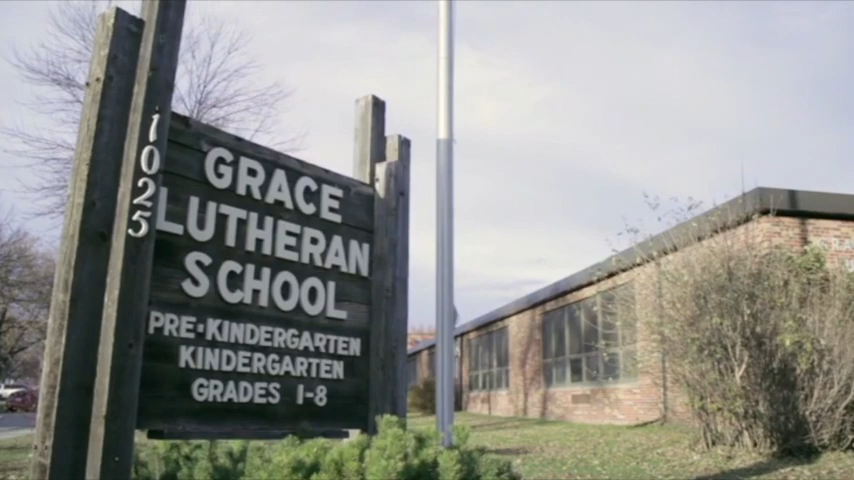 1025
GRACE
LUTHERAN
SCHOOL
PRE-KINDERGARTEN
KINDERGARTEN
GRADES 1-8